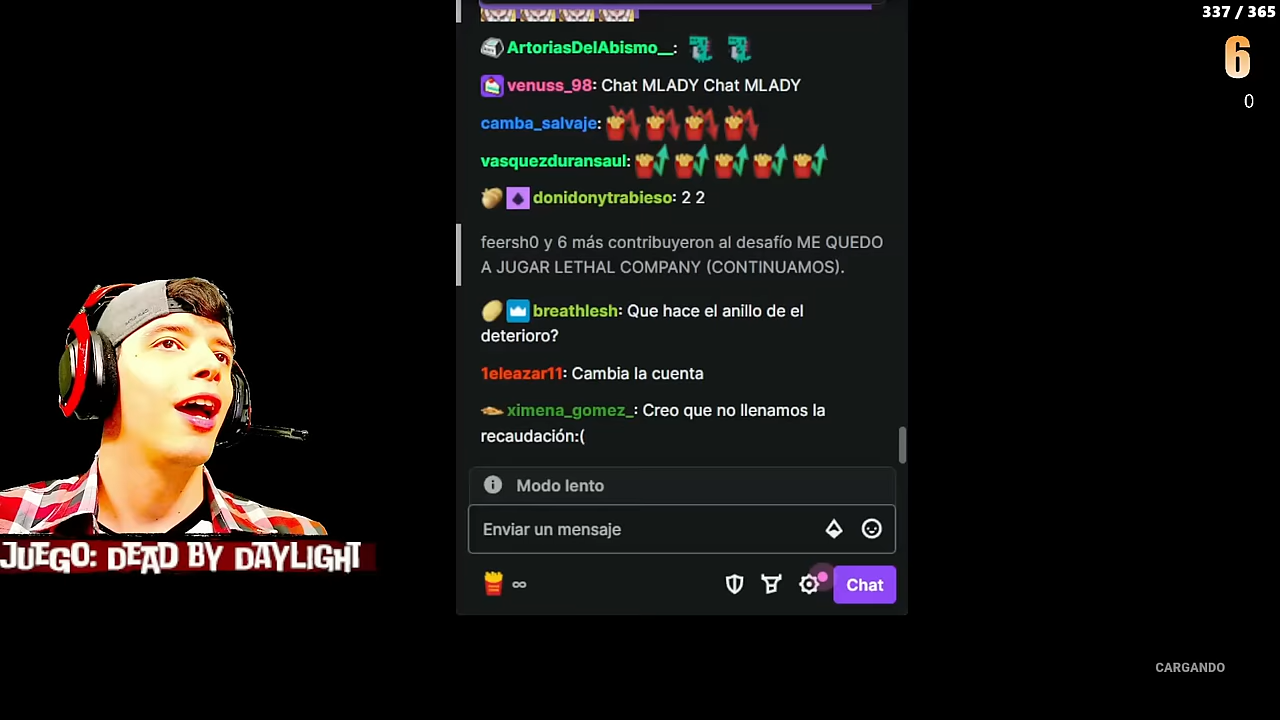 337 / 365
6
0
ArtoriasDelAbismo__:
venuss_98: Chat MLADY Chat MLADY
camba_salvaje:
vasquezduransaul:
donidonytrabieso: 2 2
feersh0 y 6 más contribuyeron al desafío ME QUEDO
A JUGAR LETHAL COMPANY (CONTINUAMOS).
breathlesh: Que hace el anillo de el
deterioro?
1eleazar11: Cambia la cuenta
ximena_gomez_: Creo que no llenamos la
recaudación:(
Modo lento
Enviar un mensaje
∞
Chat
JUEGO: DEAD BY DAYLIGHT
CARGANDO